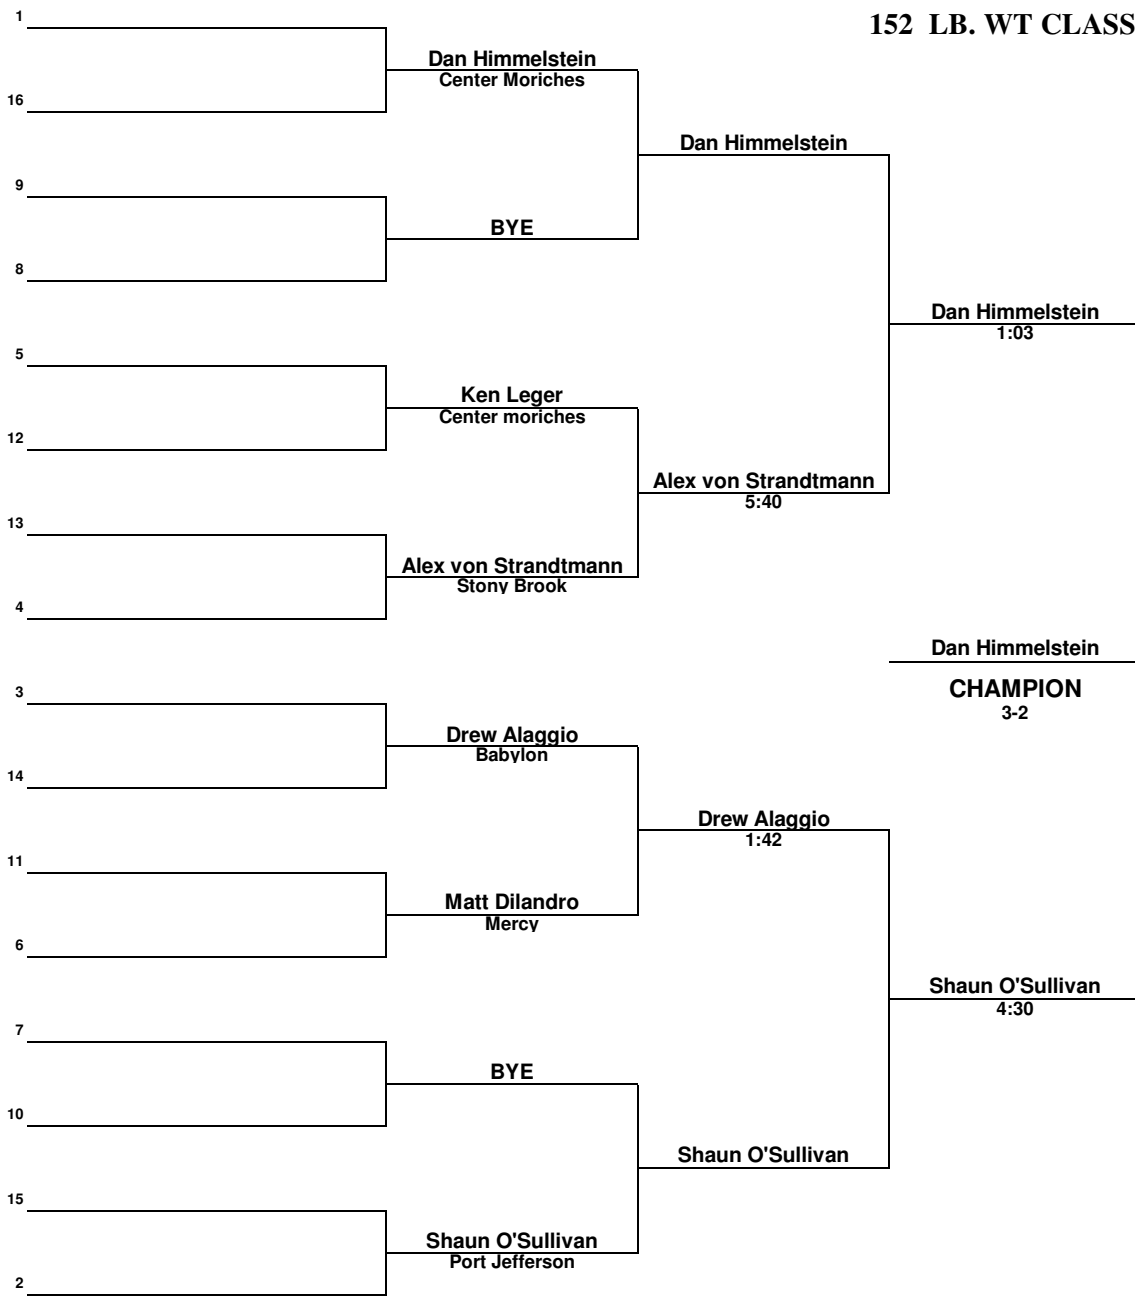 152 LB. WT CLASS
1
Dan Himmelstein
Center Moriches
16
Dan Himmelstein
9
BYE
8
Dan Himmelstein
1:03
5
Ken Leger
Center moriches
12
Alex von Strandtmann
5:40
13
Alex von Strandtmann
Stony Brook
4
Dan Himmelstein
CHAMPION
3-2
3
Drew Alaggio
Babylon
14
Drew Alaggio
1:42
11
Matt Dilandro
Mercy
6
Shaun O'Sullivan
4:30
7
BYE
10
Shaun O'Sullivan
15
Shaun O'Sullivan
Port Jefferson
2